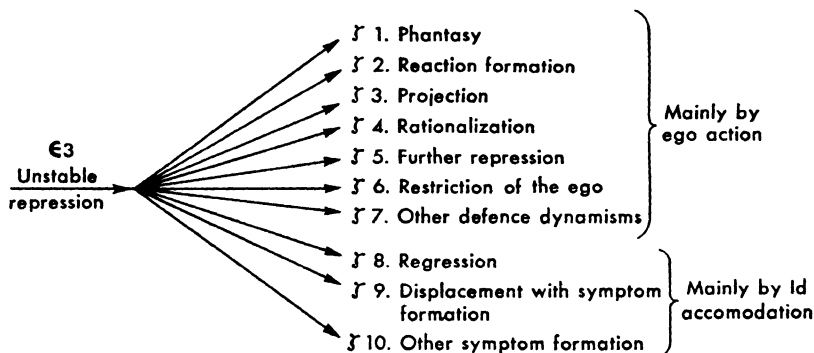 ϵ3
Unstable
repression
ζ 1. Phantasy
ζ 2. Reaction formation
ζ 3. Projection
ζ 4. Rationalization
ζ 5. Further repression
ζ 6. Restriction of the ego
ζ 7. Other defence dynamisms
Mainly by
ego action
ζ 8. Regression
ζ 9. Displacement with symptom
formation
ζ 10. Other symptom formation
Mainly by Id
accomodation